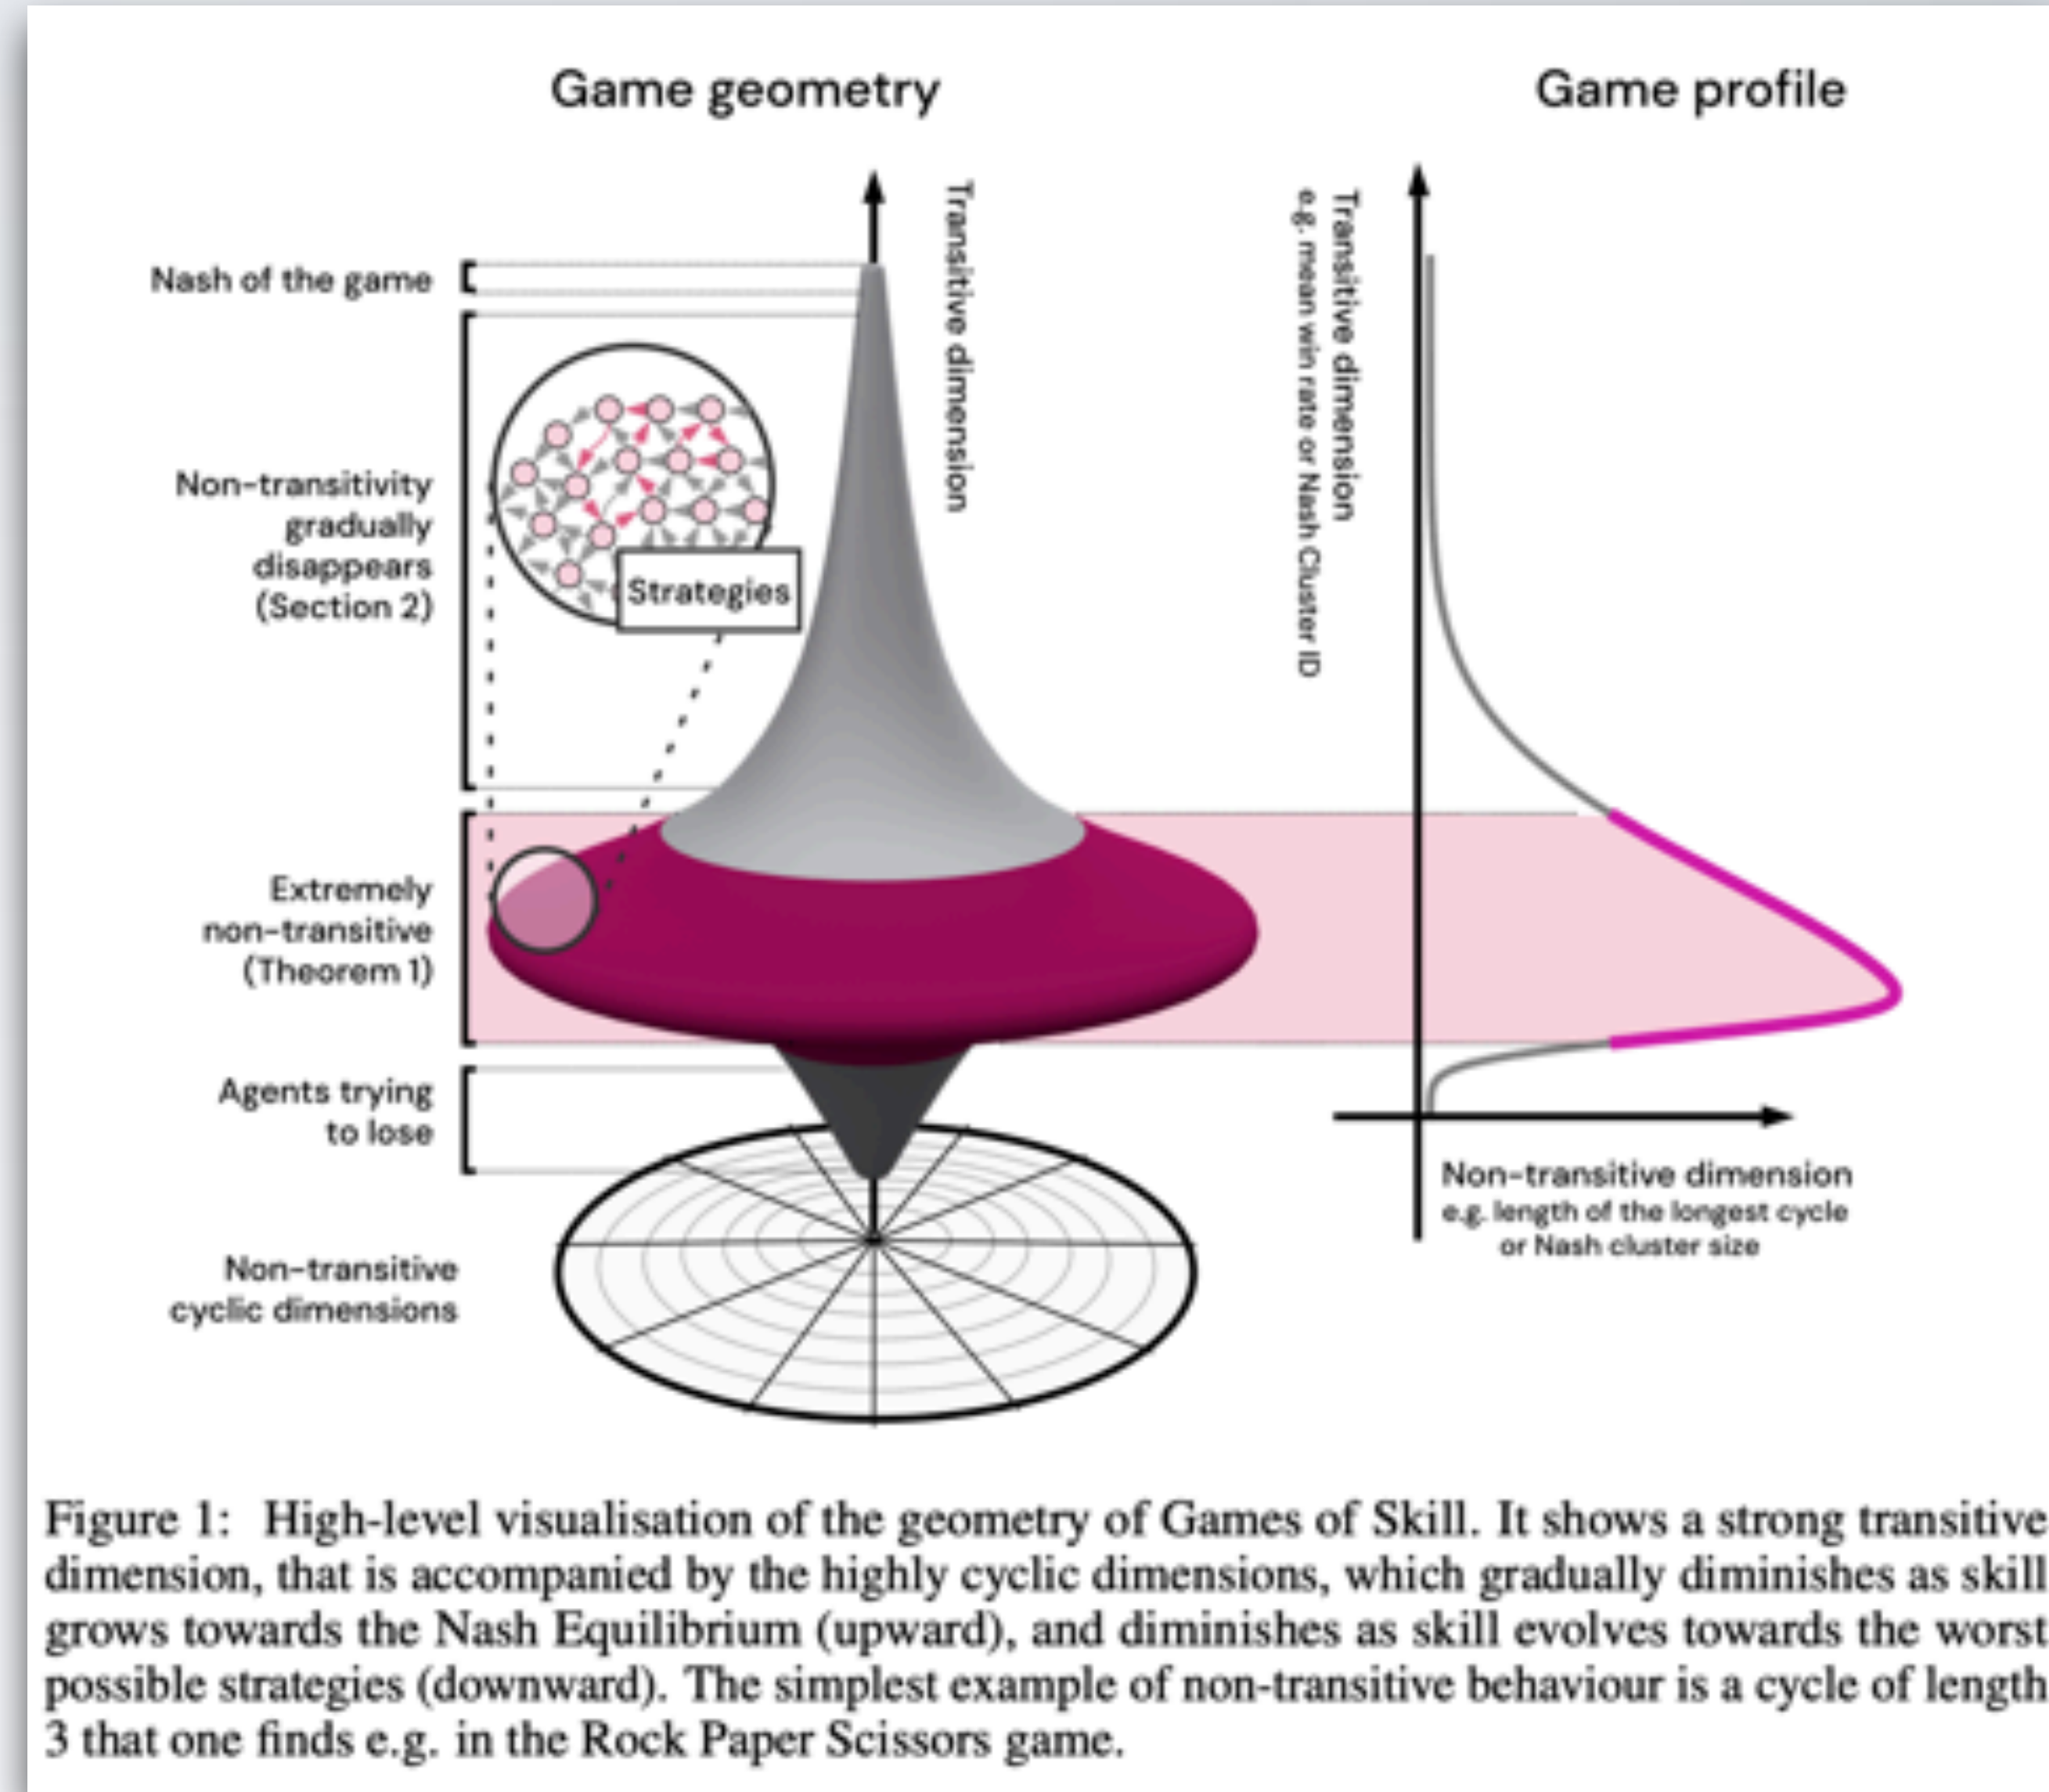 Game geometry
Game profile
Transitive dimension
Transitive dimension
e.g. mean win rate or Nash Cluster ID
Nash of the game
Non-transitivity
gradually
disappears
(Section 2)
Strategies
Extremely
non-transitive
(Theorem 1)
Agents trying
to lose
Non-transitive dimension
e.g. length of the longest cycle
or Nash cluster size
Non-transitive
cyclic dimensions
Figure 1: High-level visualisation of the geometry of Games of Skill. It shows a strong transitive
dimension, that is accompanied by the highly cyclic dimensions, which gradually diminishes as skill
grows towards the Nash Equilibrium (upward), and diminishes as skill evolves towards the worst
possible strategies (downward). The simplest example of non-transitive behaviour is a cycle of length
3 that one finds e.g. in the Rock Paper Scissors game.